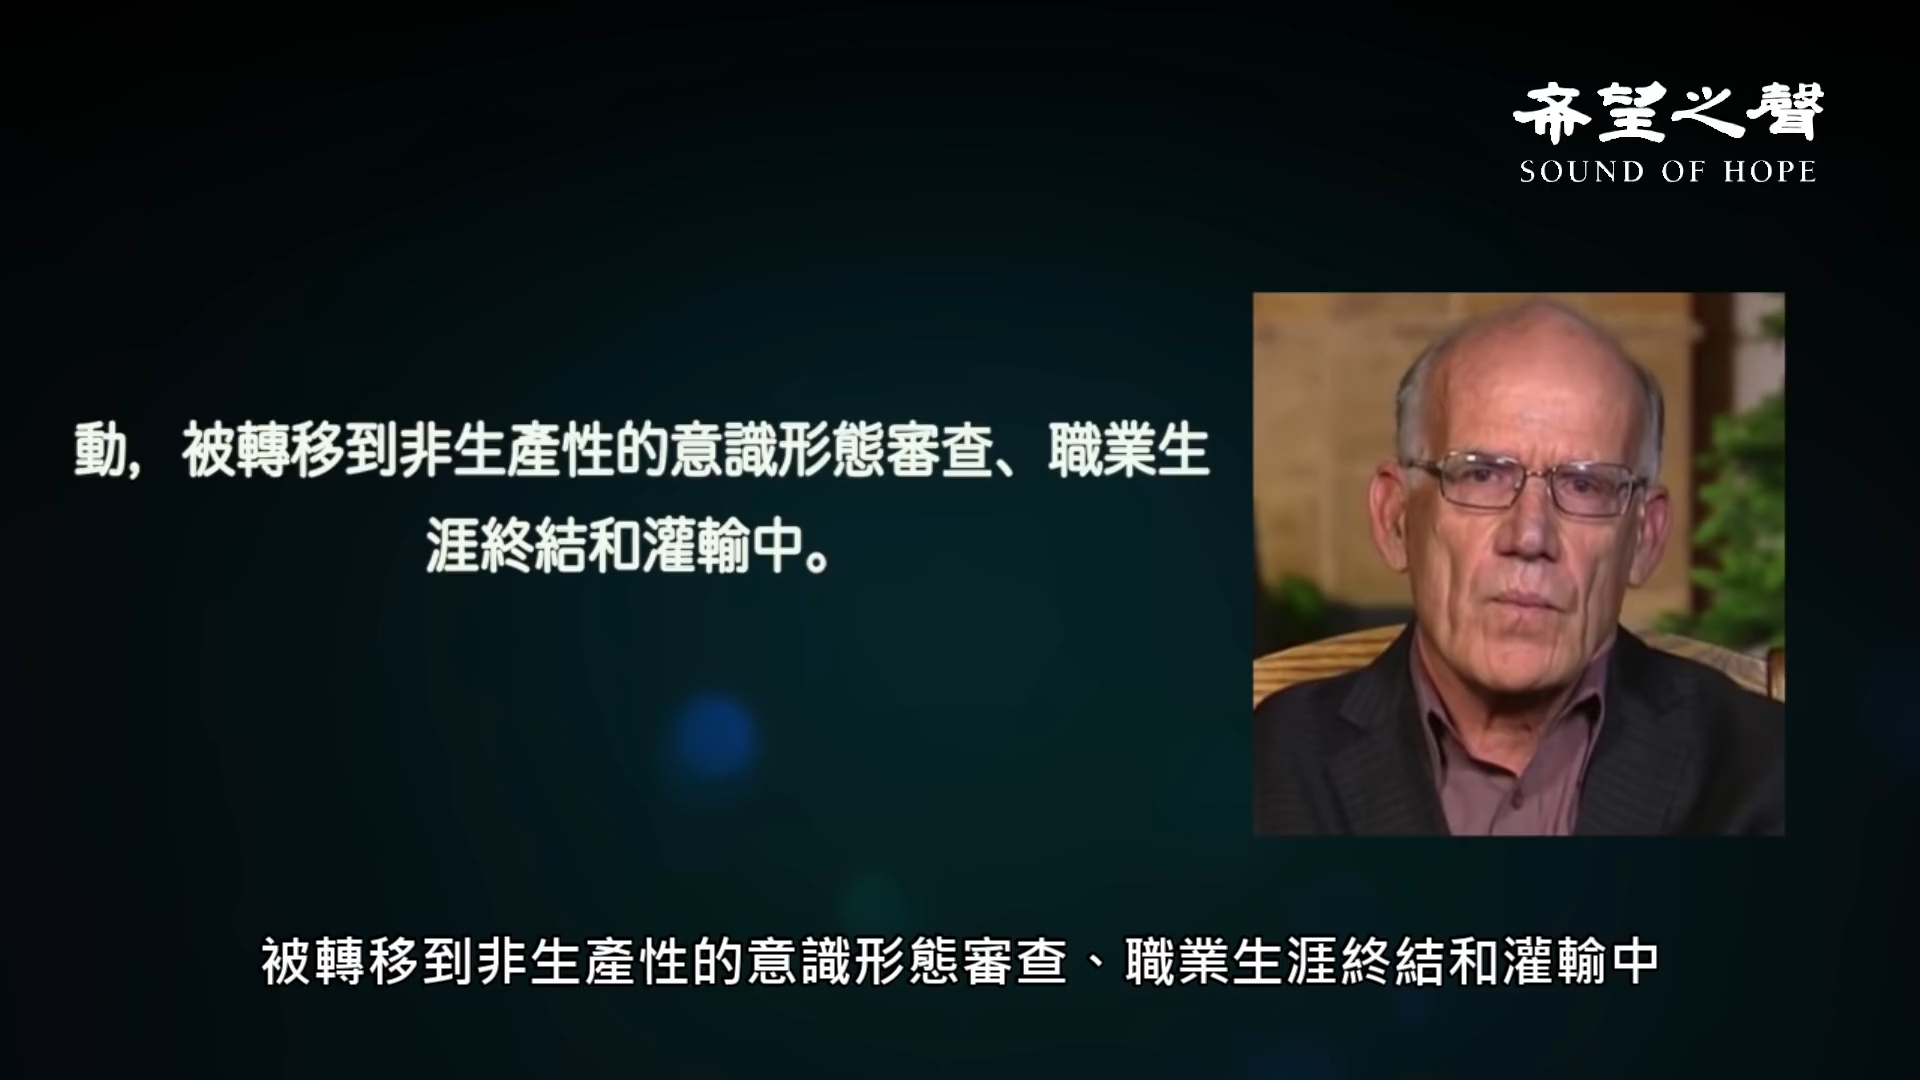 希望之聲
SOUND OF HOPE
動，被轉移到非生產性的意識形態審查、職業生
涯終結和灌輸中。
被轉移到非生產性的意識形態審查、職業生涯終結和灌輸中